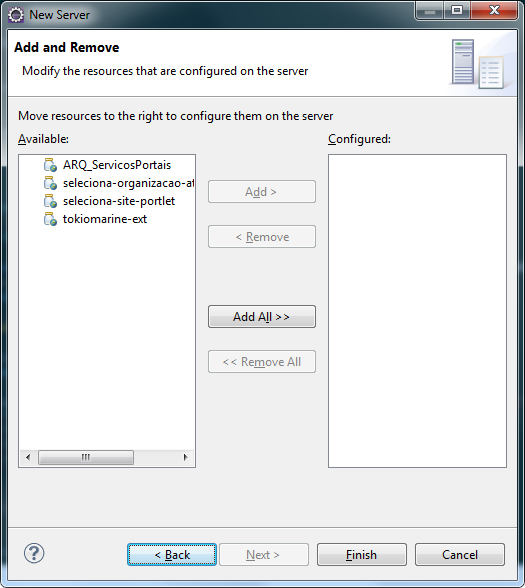 New Server
Add and Remove
Modify the resources that are configured on the server
Move resources to the right to configure them on the server
Available:
Configured:
ARQ_ServicosPortais
seleciona-organizacao-at
seleciona-site-portlet
tokiomarine-ext
Add >
< Remove
Add All >>
<< Remove All
?
< Back
Next >
Finish
Cancel